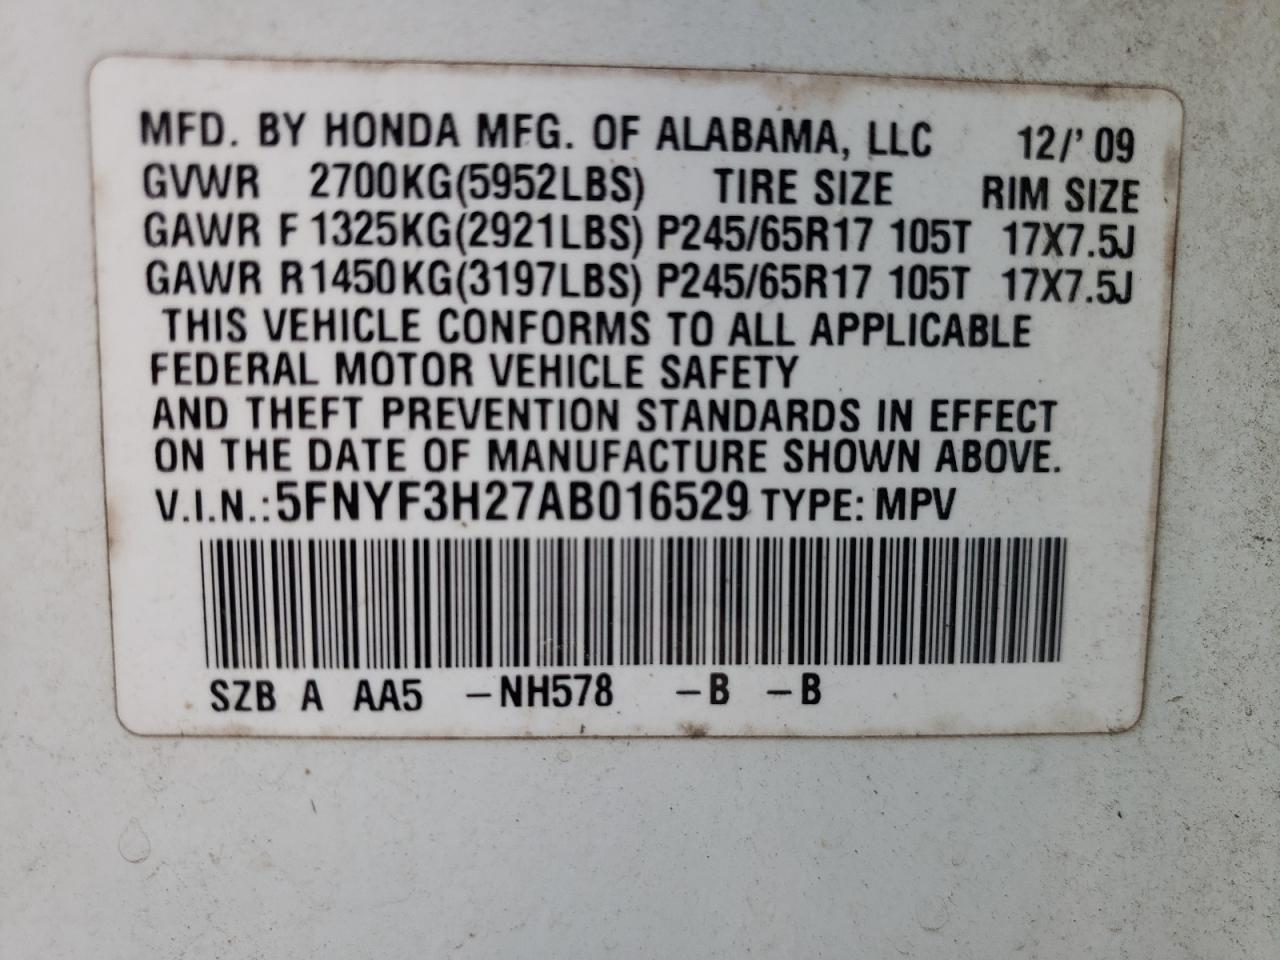 MFD. BY HONDA MFG. OF ALABAMA, LLC 12/' 09
GVWR 2700KG(5952LBS) TIRE SIZE RIM SIZE
GAWR F 1325KG(2921LBS) P245/65R17 105T 17X7.5J
GAWR R 1450KG(3197LBS) P245/65R17 105T 17X7.5J
THIS VEHICLE CONFORMS TO ALL APPLICABLE
FEDERAL MOTOR VEHICLE SAFETY
AND THEFT PREVENTION STANDARDS IN EFFECT
ON THE DATE OF MANUFACTURE SHOWN ABOVE.
V.I.N.: 5FNYF3H27AB016529 TYPE: MPV
SZB A AA5 –NH578 –B –B